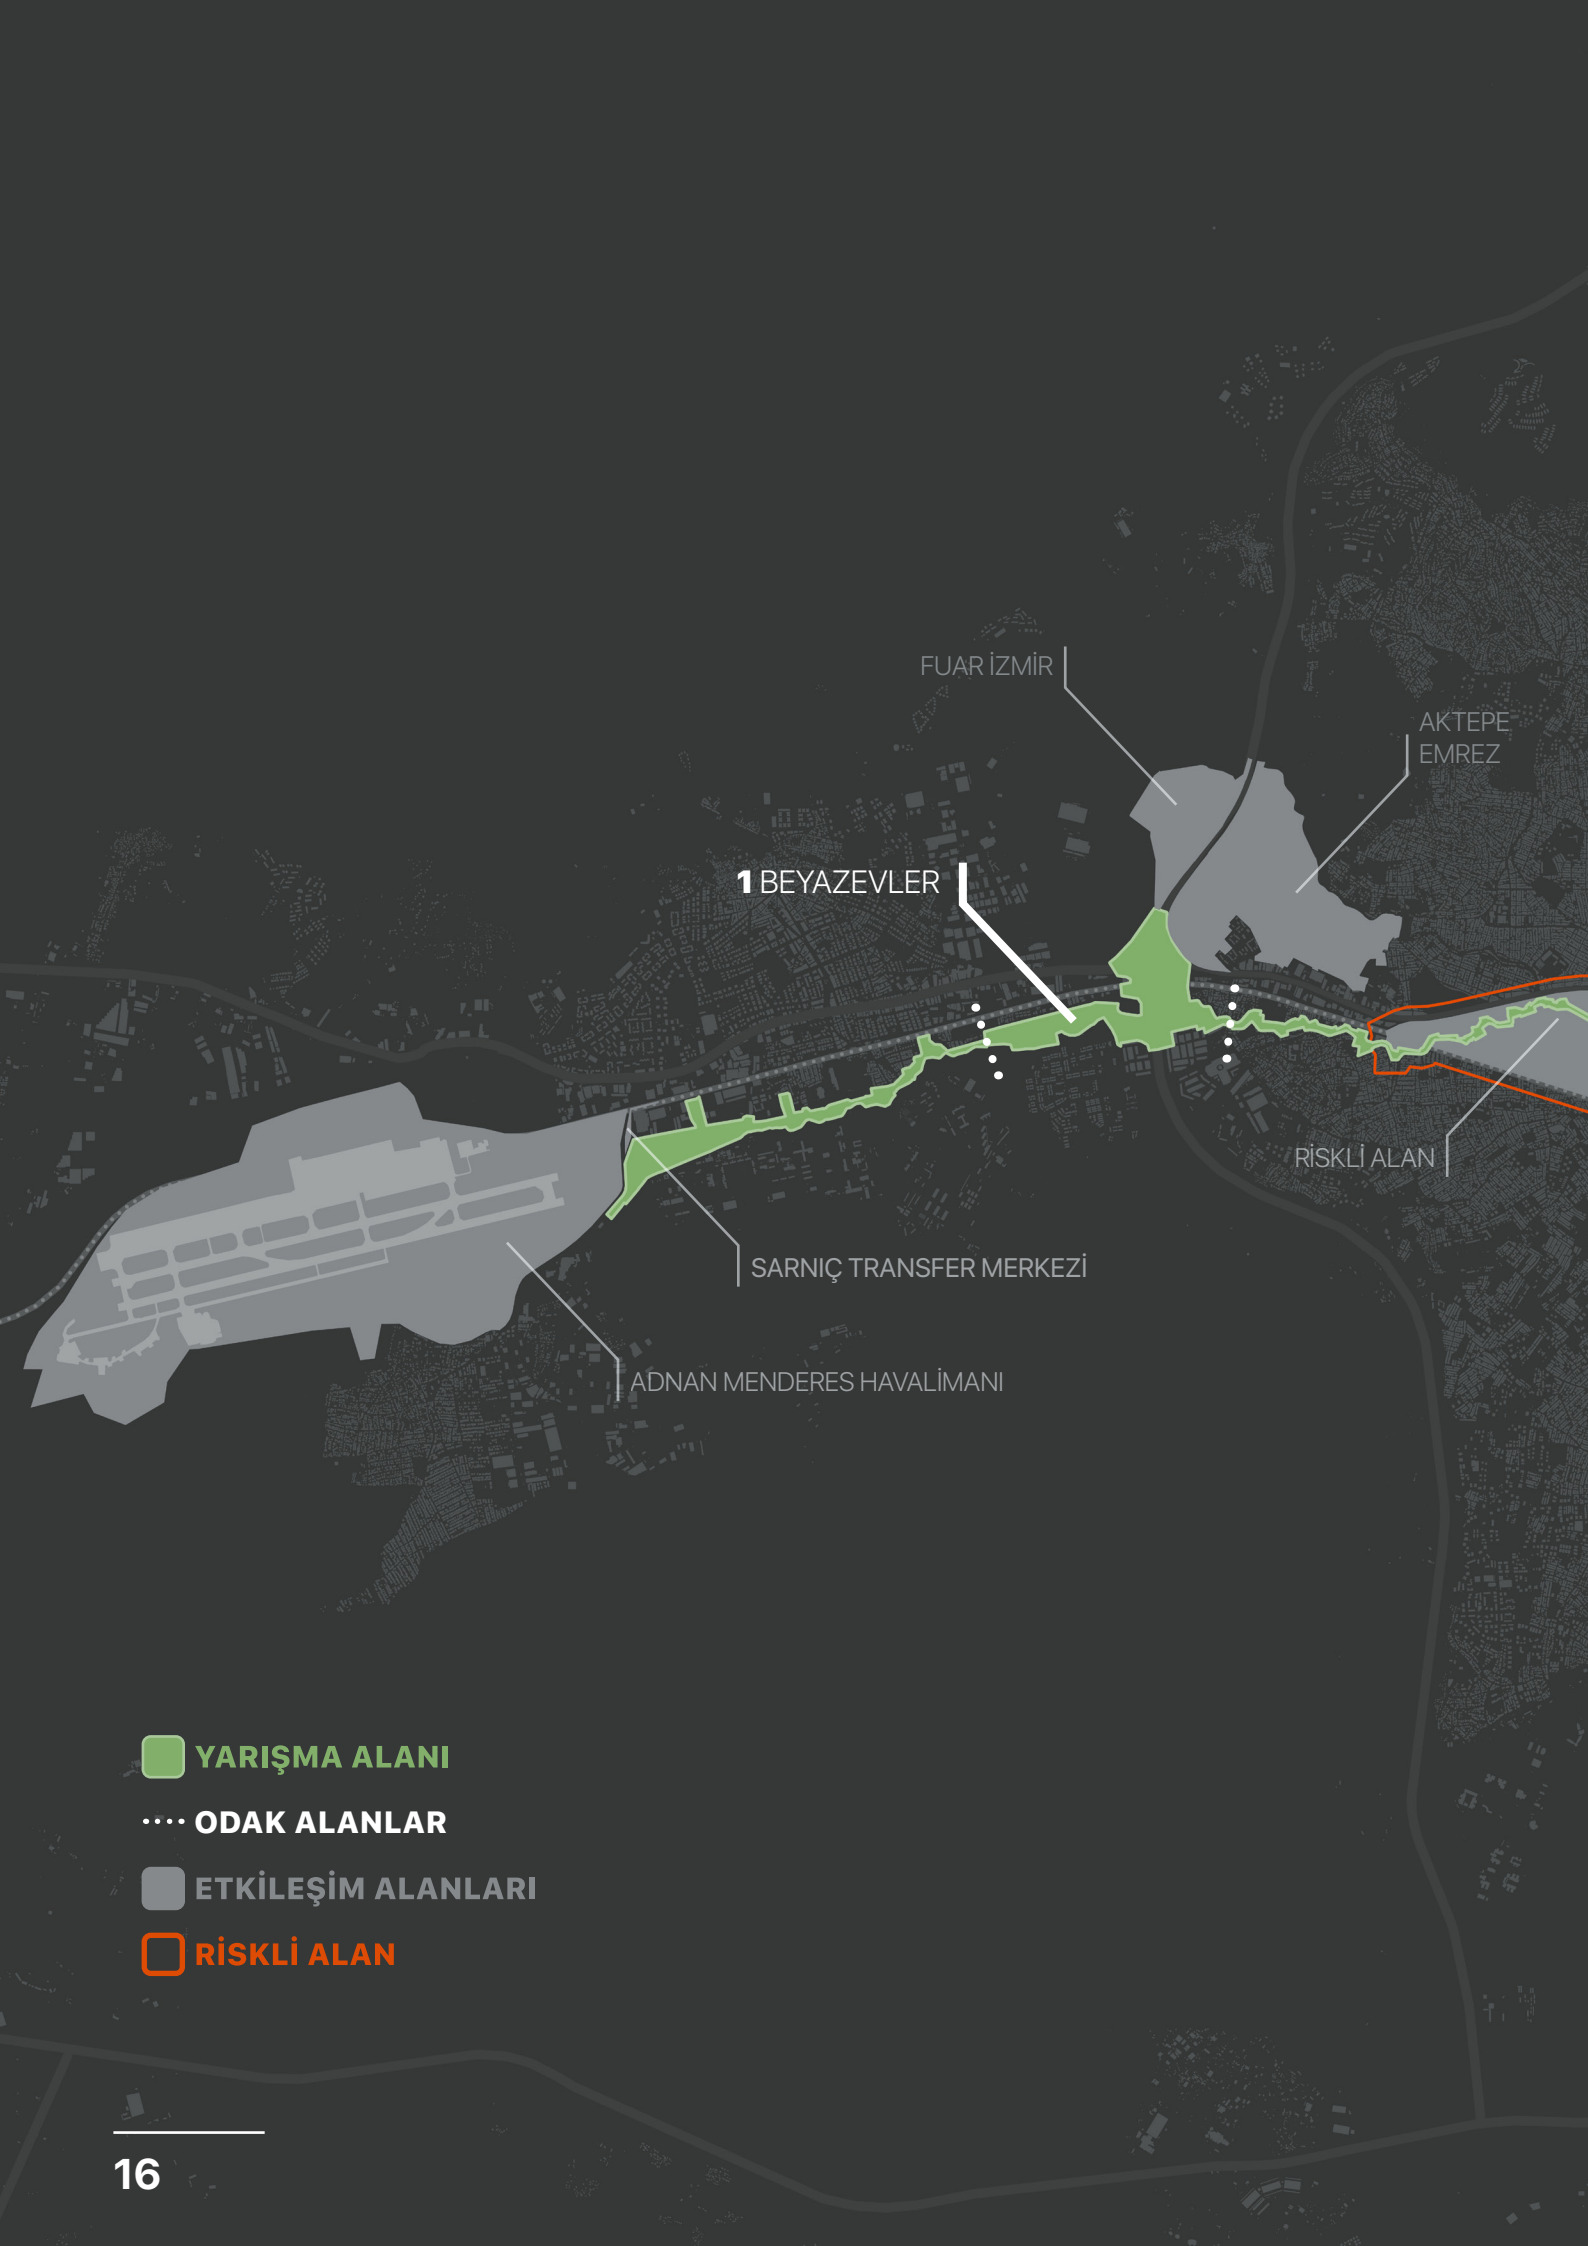 FUAR İZMİR
AKTEPE
EMREZ
1 BEYAZEVLER
RİSKLİ ALAN
SARNIÇ TRANSFER MERKEZİ
ADNAN MENDERES HAVALİMANI
YARIŞMA ALANI
ODAK ALANLAR
ETKİLEŞİM ALANLARI
RİSKLİ ALAN
16